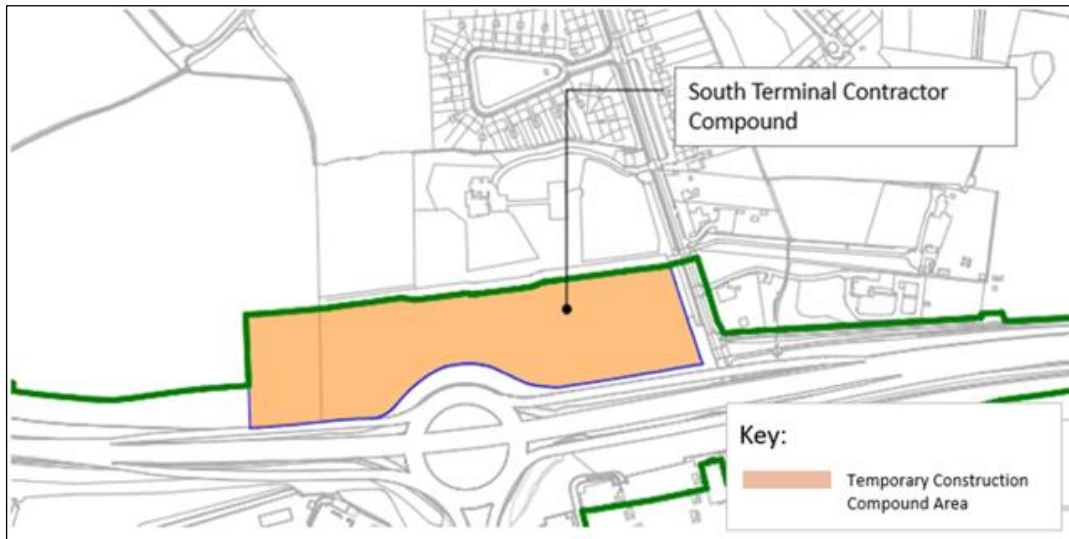 South Terminal Contractor
Compound
Key:
Temporary Construction
Compound Area